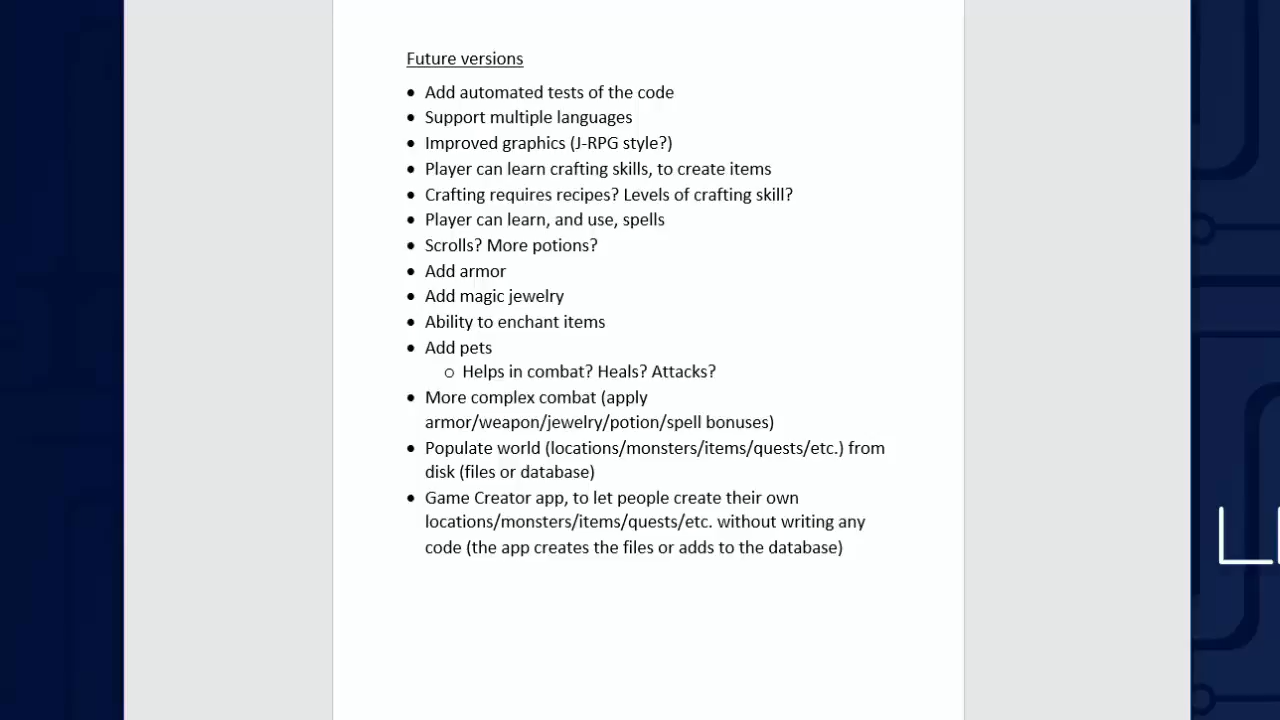 Future versions
• Add automated tests of the code
• Support multiple languages
• Improved graphics (J-RPG style?)
• Player can learn crafting skills, to create items
• Crafting requires recipes? Levels of crafting skill?
• Player can learn, and use, spells
• Scrolls? More potions?
• Add armor
• Add magic jewelry
• Ability to enchant items
• Add pets
o Helps in combat? Heals? Attacks?
• More complex combat (apply
armor/weapon/jewelry/potion/spell bonuses)
• Populate world (locations/monsters/items/quests/etc.) from
disk (files or database)
• Game Creator app, to let people create their own
locations/monsters/items/quests/etc. without writing any
code (the app creates the files or adds to the database)